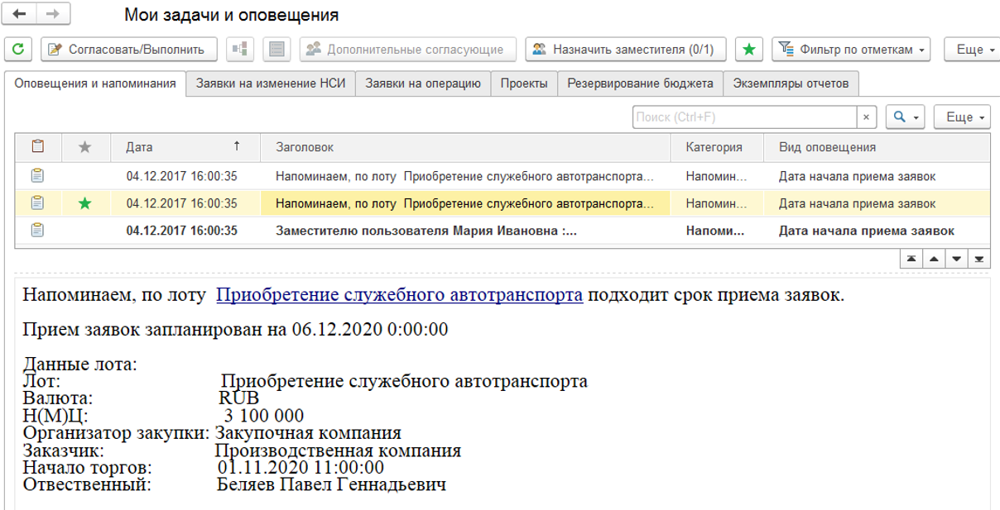 Мои задачи и оповещения
Согласовать/Выполнить Дополнительные согласующие Назначить заместителя (0/1) Фильтр по отметкам Еще
Оповещения и напоминания Заявки на изменение НСИ Заявки на операцию Проекты Резервирование бюджета Экземпляры отчетов
Поиск (Ctrl+F) × Еще
Дата ↑ Заголовок Категория Вид оповещения
04.12.2017 16:00:35 Напоминаем, по лоту Приобретение служебного автотранспорта... Напомин... Дата начала приема заявок
04.12.2017 16:00:35 Напоминаем, по лоту Приобретение служебного автотранспорта... Напомин... Дата начала приема заявок
04.12.2017 16:00:35 Заместителю пользователя Мария Ивановна :... Напоми... Дата начала приема заявок
Напоминаем, по лоту Приобретение служебного автотранспорта подходит срок приема заявок.
Прием заявок запланирован на 06.12.2020 0:00:00
Данные лота:
Лот: Приобретение служебного автотранспорта
Валюта: RUB
Н(М)Ц: 3 100 000
Организатор закупки: Закупочная компания
Заказчик: Производственная компания
Начало торгов: 01.11.2020 11:00:00
Отвественный: Беляев Павел Геннадьевич